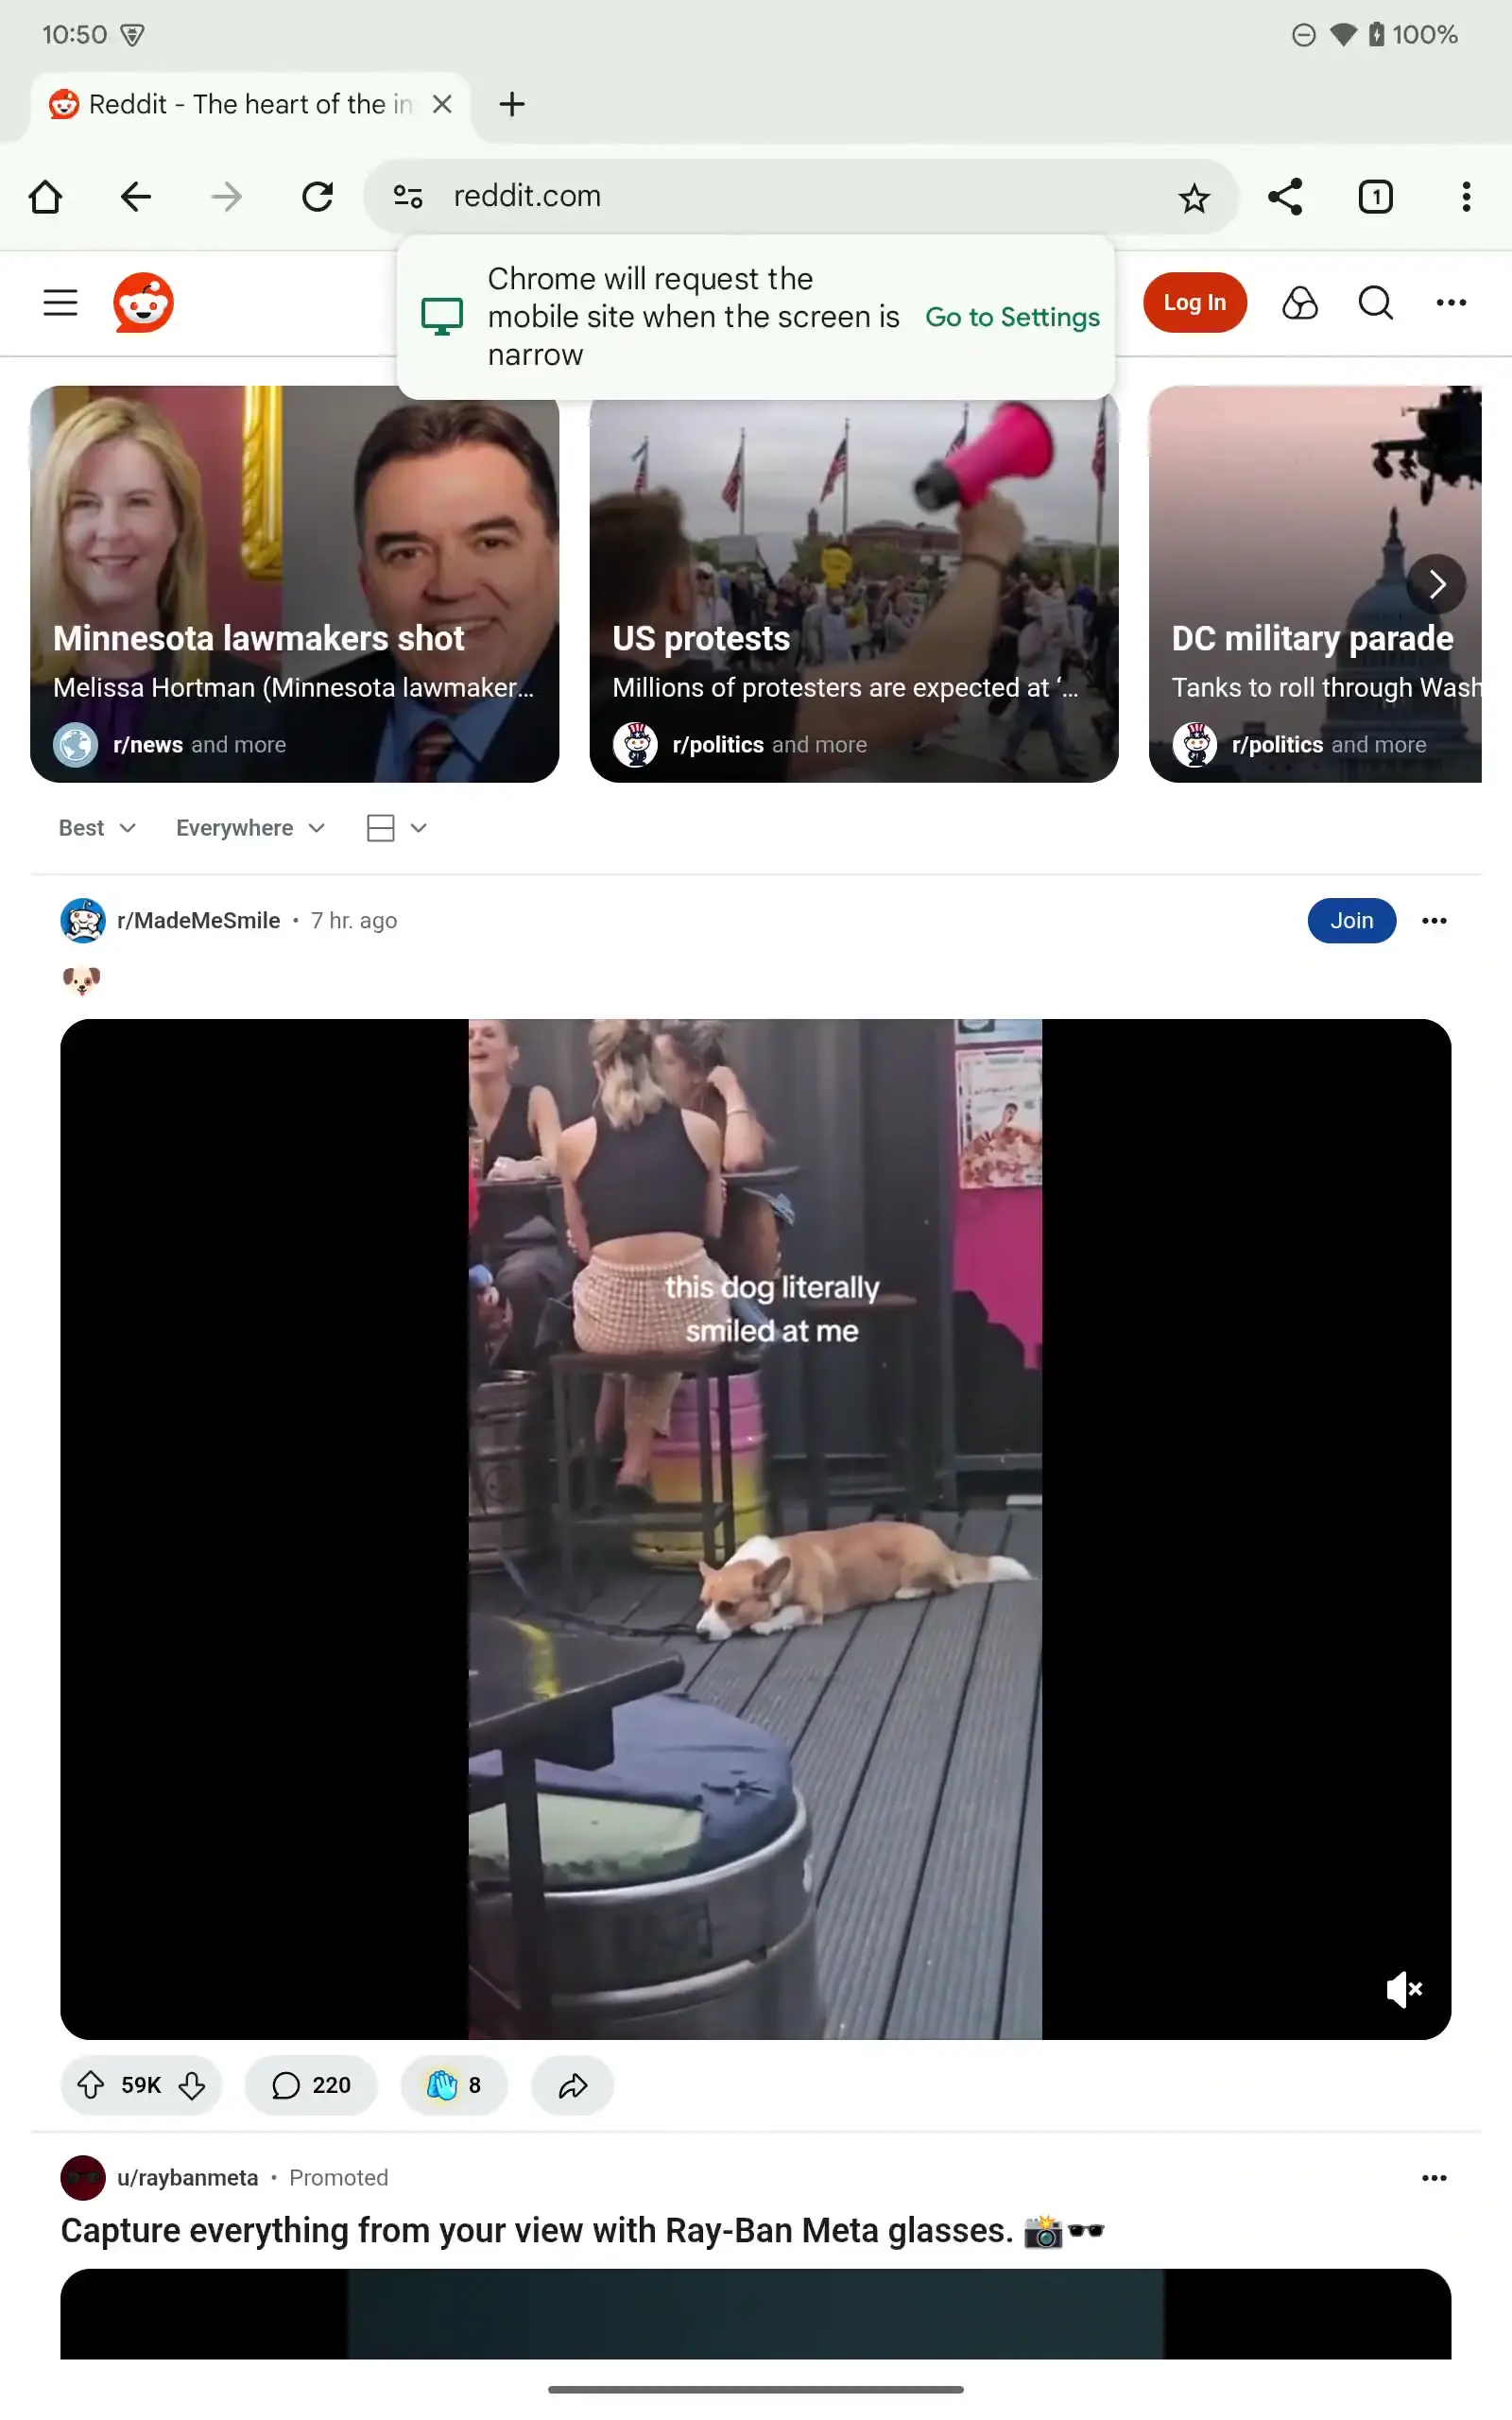 10:50
100%
Reddit - The heart of the in
reddit.com
1
Chrome will request the
mobile site when the screen is
narrow
Go to Settings
Log In
Minnesota lawmakers shot
Melissa Hortman (Minnesota lawmaker...
r/news and more
US protests
Millions of protesters are expected at ‘...
r/politics and more
DC military parade
Tanks to roll through Wash
r/politics and more
Best
Everywhere
r/MadeMeSmile • 7 hr. ago
Join
this dog literally
smiled at me
59K
220
8
u/raybanmeta • Promoted
Capture everything from your view with Ray-Ban Meta glasses. 📸🕶️